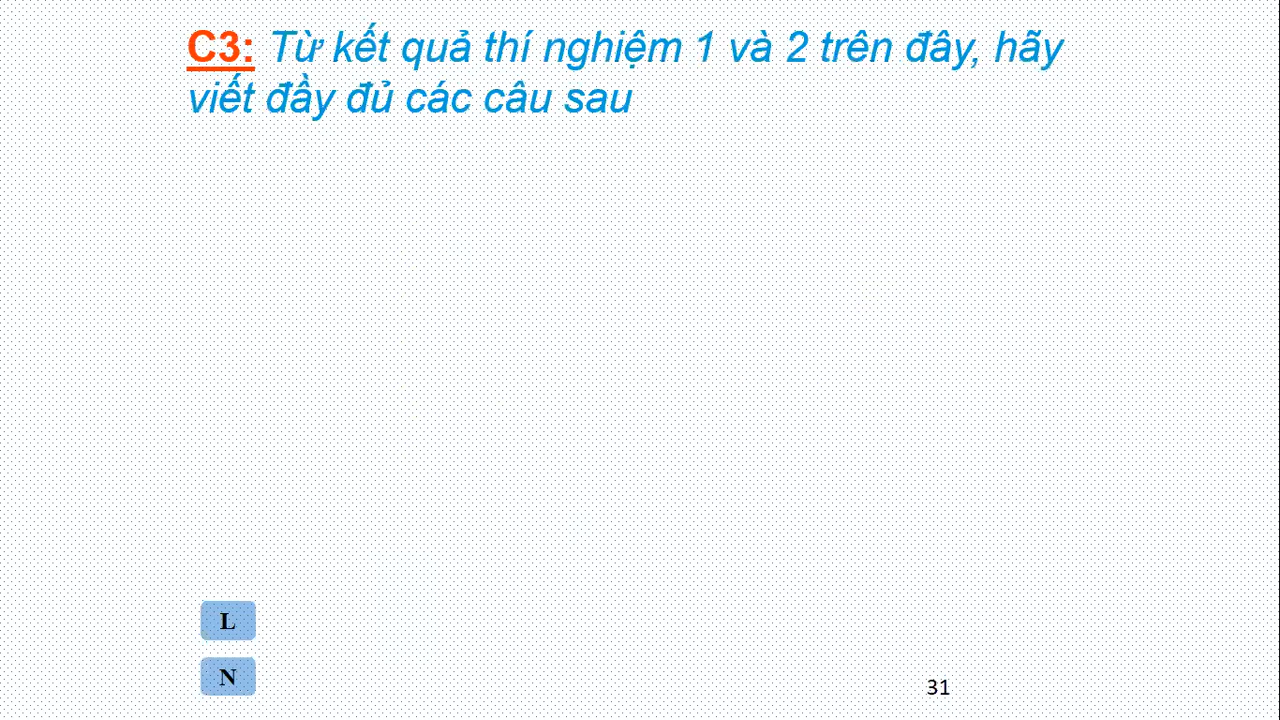 C3: Từ kết quả thí nghiệm 1 và 2 trên đây, hãy
viết đầy đủ các câu sau
L
N
31